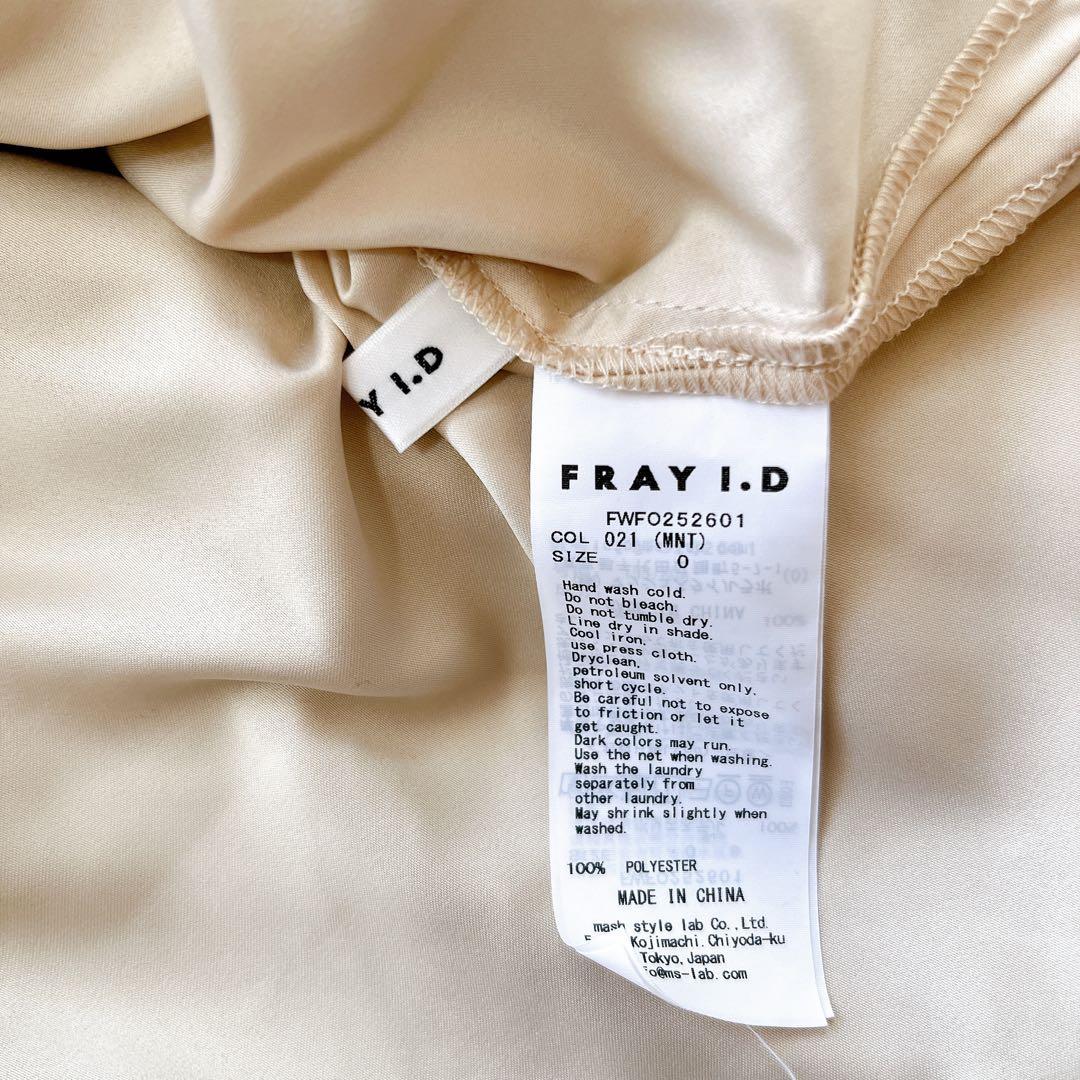 Y I.D
FRAY I.D
FWFO252601
COL 021 (MNT)
SIZE 0
Hand wash cold.
Do not bleach.
Do not tumble dry.
Line dry in shade.
Cool iron.
use press cloth.
Dryclean,
petroleum solvent only.
short cycle.
Be careful not to expose
to friction or let it
get caught.
Dark colors may run.
Use the net when washing.
Wash the laundry
separately from
other laundry.
May shrink slightly when
washed.
100% POLYESTER
MADE IN CHINA
mash style lab Co.,Ltd.
Kojimachi.Chiyoda-ku
Tokyo,Japan
fo@ms-lab.com